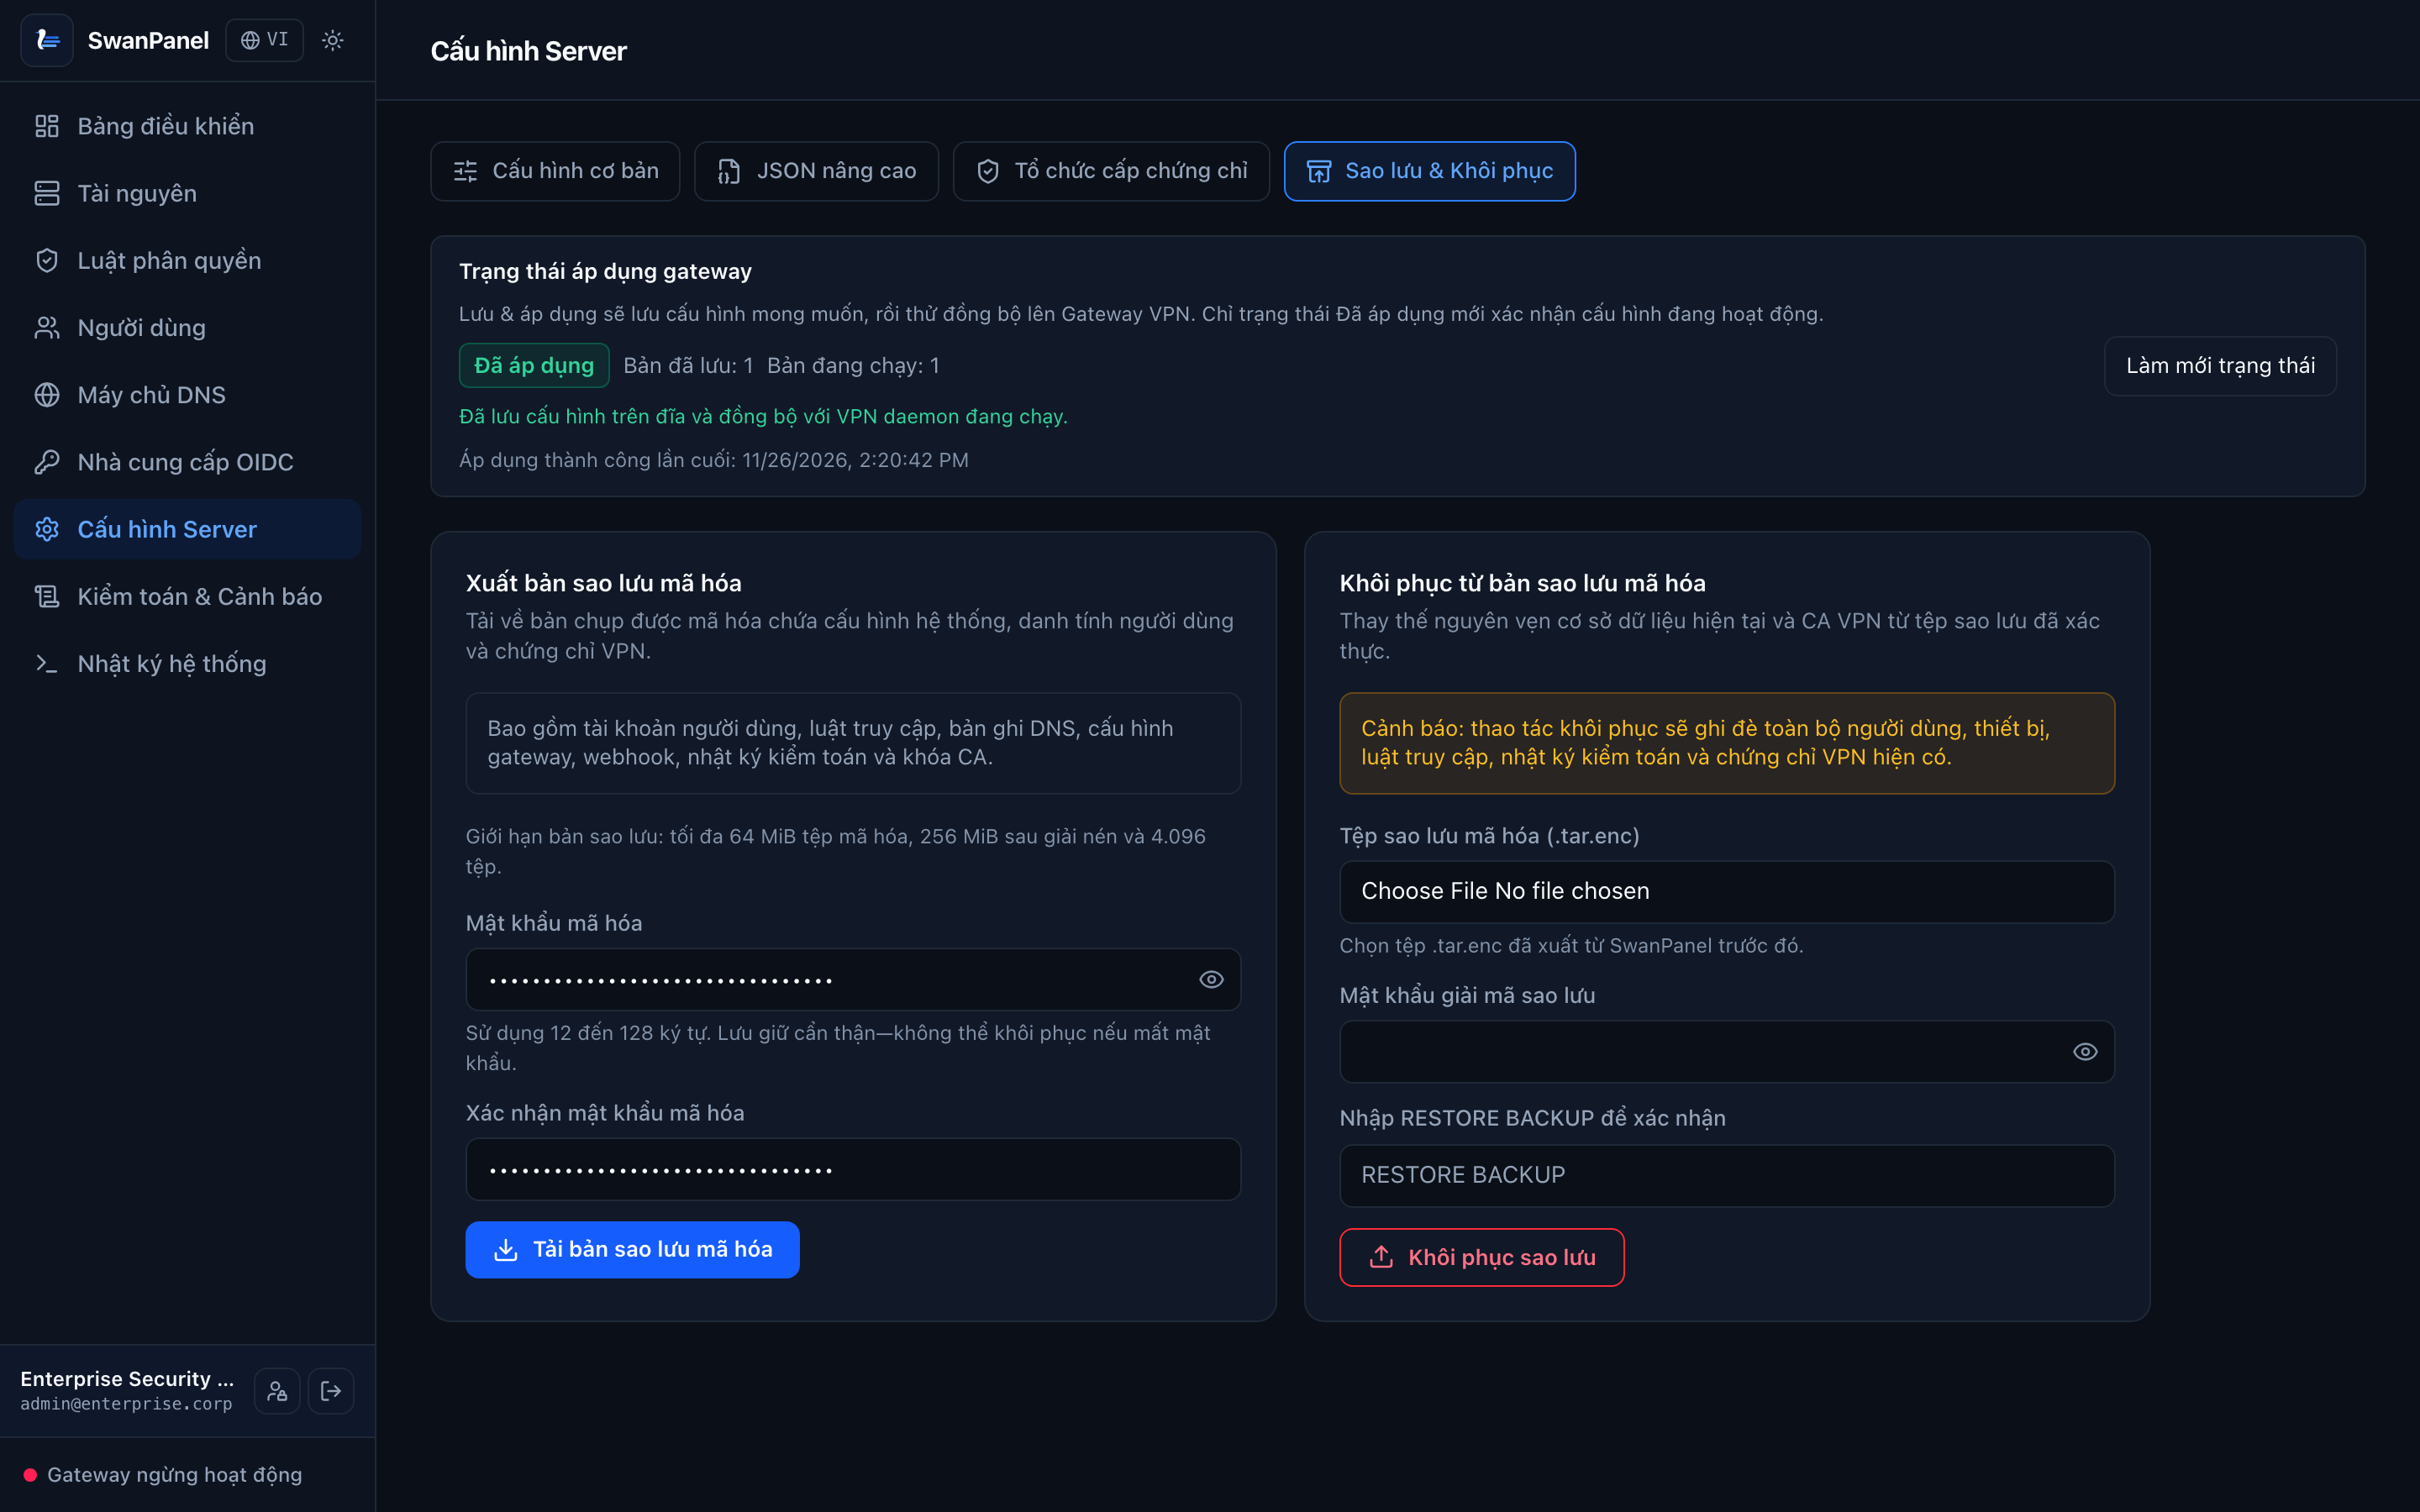 SwanPanel
VI
Bảng điều khiển
Tài nguyên
Luật phân quyền
Người dùng
Máy chủ DNS
Nhà cung cấp OIDC
Cấu hình Server
Kiểm toán & Cảnh báo
Nhật ký hệ thống
Enterprise Security ...
admin@enterprise.corp
Gateway ngừng hoạt động
Cấu hình Server
Cấu hình cơ bản
JSON nâng cao
Tổ chức cấp chứng chỉ
Sao lưu & Khôi phục
Trạng thái áp dụng gateway
Lưu & áp dụng sẽ lưu cấu hình mong muốn, rồi thử đồng bộ lên Gateway VPN. Chỉ trạng thái Đã áp dụng mới xác nhận cấu hình đang hoạt động.
Đã áp dụng Bản đã lưu: 1 Bản đang chạy: 1
Làm mới trạng thái
Đã lưu cấu hình trên đĩa và đồng bộ với VPN daemon đang chạy.
Áp dụng thành công lần cuối: 11/26/2026, 2:20:42 PM
Xuất bản sao lưu mã hóa
Tải về bản chụp được mã hóa chứa cấu hình hệ thống, danh tính người dùng
và chứng chỉ VPN.
Bao gồm tài khoản người dùng, luật truy cập, bản ghi DNS, cấu hình
gateway, webhook, nhật ký kiểm toán và khóa CA.
Giới hạn bản sao lưu: tối đa 64 MiB tệp mã hóa, 256 MiB sau giải nén và 4.096
tệp.
Mật khẩu mã hóa
Sử dụng 12 đến 128 ký tự. Lưu giữ cẩn thận—không thể khôi phục nếu mất mật
khẩu.
Xác nhận mật khẩu mã hóa
Tải bản sao lưu mã hóa
Khôi phục từ bản sao lưu mã hóa
Thay thế nguyên vẹn cơ sở dữ liệu hiện tại và CA VPN từ tệp sao lưu đã xác
thực.
Cảnh báo: thao tác khôi phục sẽ ghi đè toàn bộ người dùng, thiết bị,
luật truy cập, nhật ký kiểm toán và chứng chỉ VPN hiện có.
Tệp sao lưu mã hóa (.tar.enc)
Choose File No file chosen
Chọn tệp .tar.enc đã xuất từ SwanPanel trước đó.
Mật khẩu giải mã sao lưu
Nhập RESTORE BACKUP để xác nhận
RESTORE BACKUP
Khôi phục sao lưu